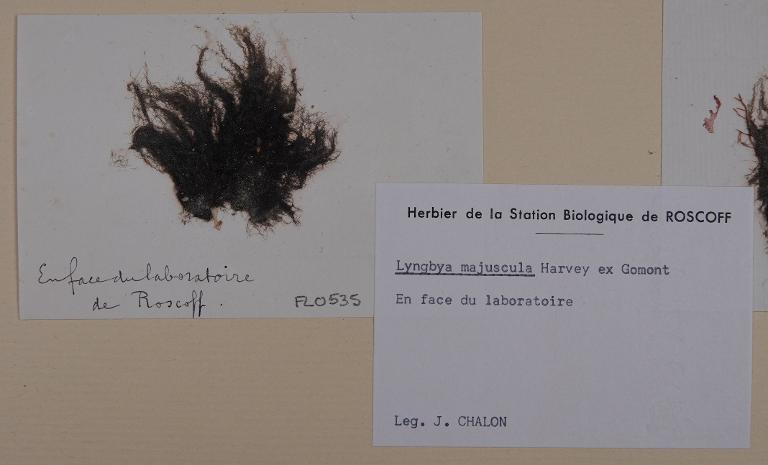 En face du laboratoire
de Roscoff.
FL0535
Herbier de la Station Biologique de ROSCOFF
Lyngbya majuscula Harvey ex Gomont
En face du laboratoire
Leg. J. CHALON